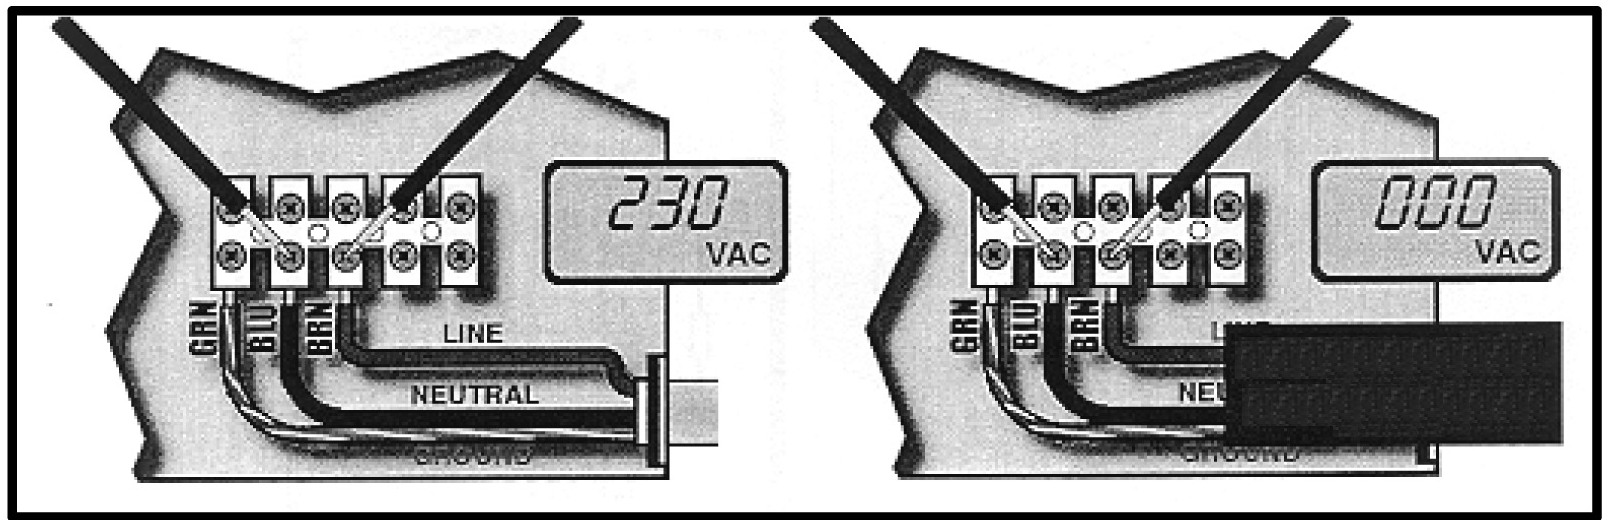 230
VAC
GRN
BLU
BRN
LINE
NEUTRAL
GROUND
000
VAC
GRN
BLU
BRN